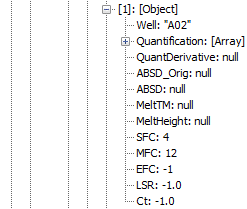 [1]: [Object]
Well: "A02"
Quantification: [Array]
QuantDerivative: null
ABSD_Orig: null
ABSD: null
MeltTM: null
MeltHeight: null
SFC: 4
MFC: 12
EFC: -1
LSR: -1.0
Ct: -1.0